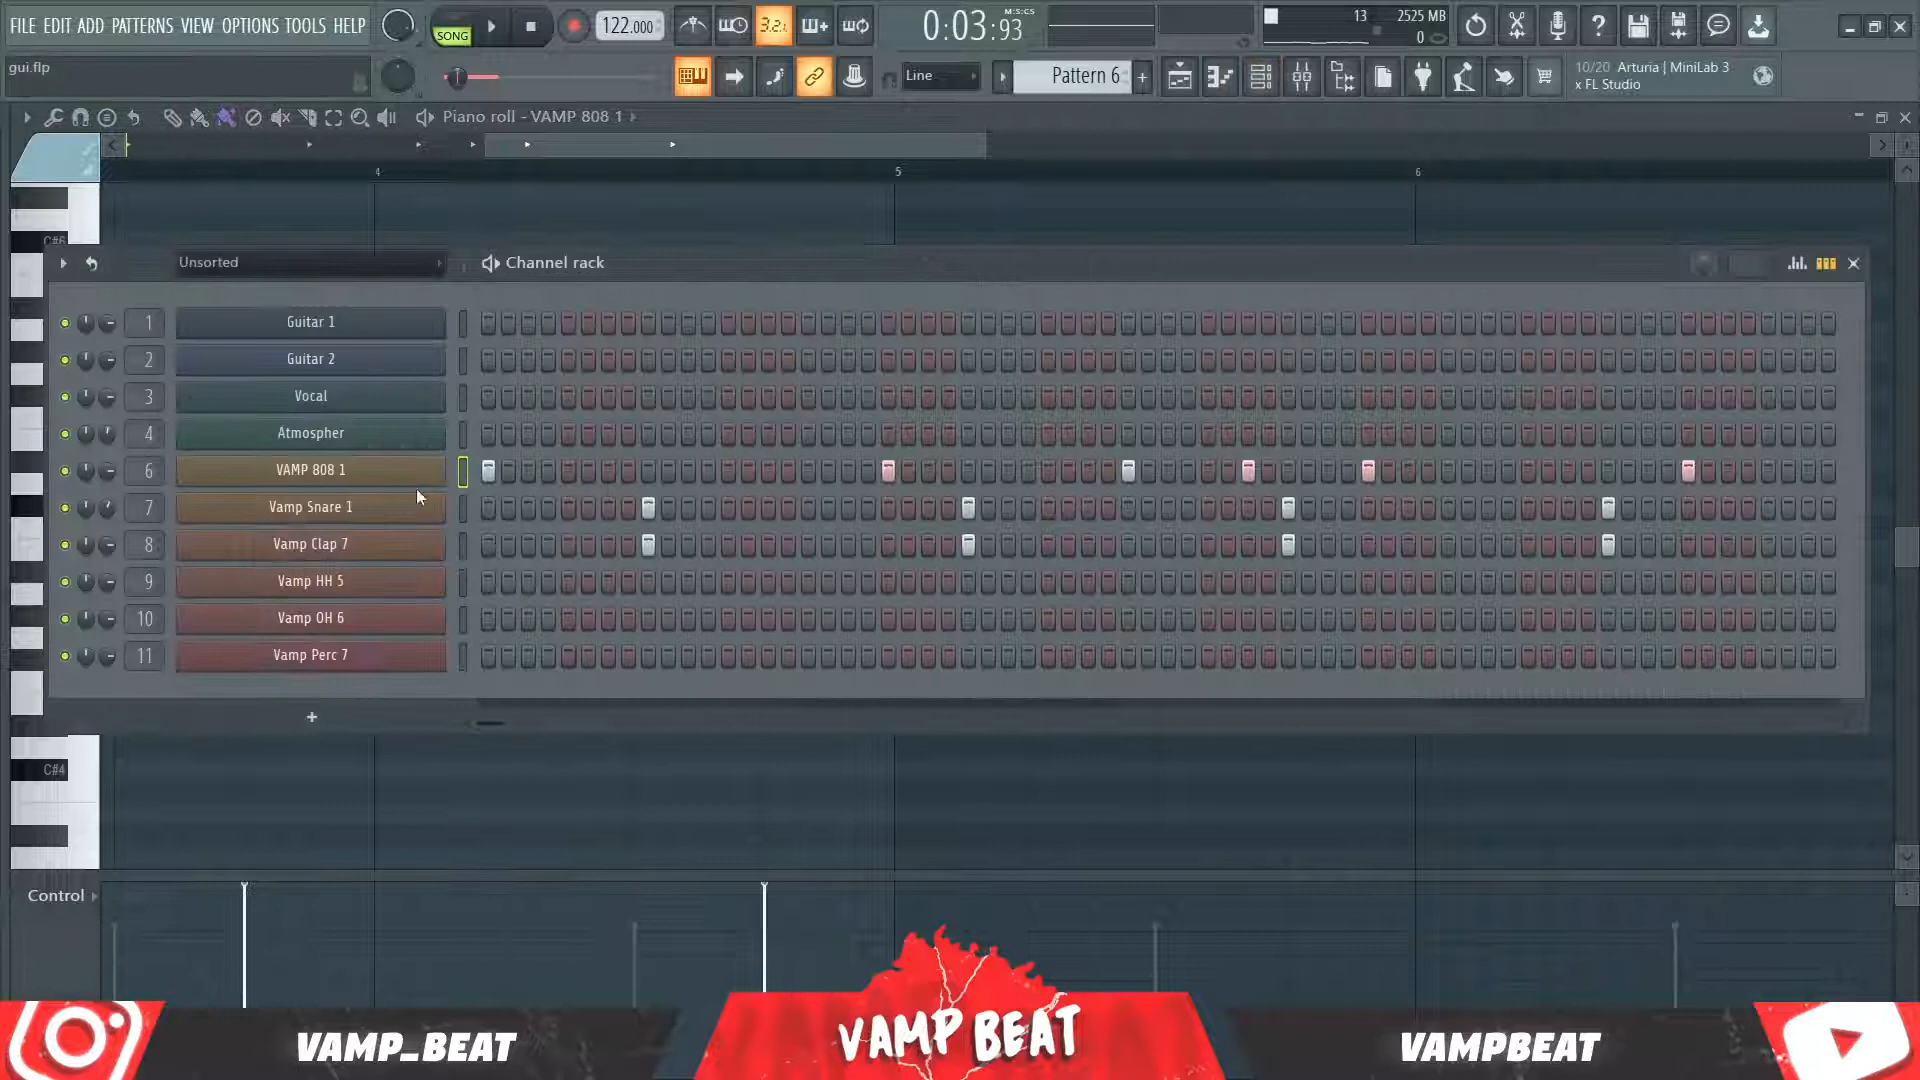 FILE EDIT ADD PATTERNS VIEW OPTIONS TOOLS HELP
SONG
122.000
3.2.
0:03:93
M:S:CS
13
2525 MB
0
gui.flp
Line
Pattern 6
+
10/20 Arturia | MiniLab 3
x FL Studio
Piano roll - VAMP 808 1
4
5
6
C#6
Unsorted
Channel rack
1 Guitar 1
2 Guitar 2
3 Vocal
4 Atmospher
6 VAMP 808 1
7 Vamp Snare 1
8 Vamp Clap 7
9 Vamp HH 5
10 Vamp OH 6
11 Vamp Perc 7
+
C#4
Control
VAMP_BEAT
VAMP BEAT
VAMPBEAT